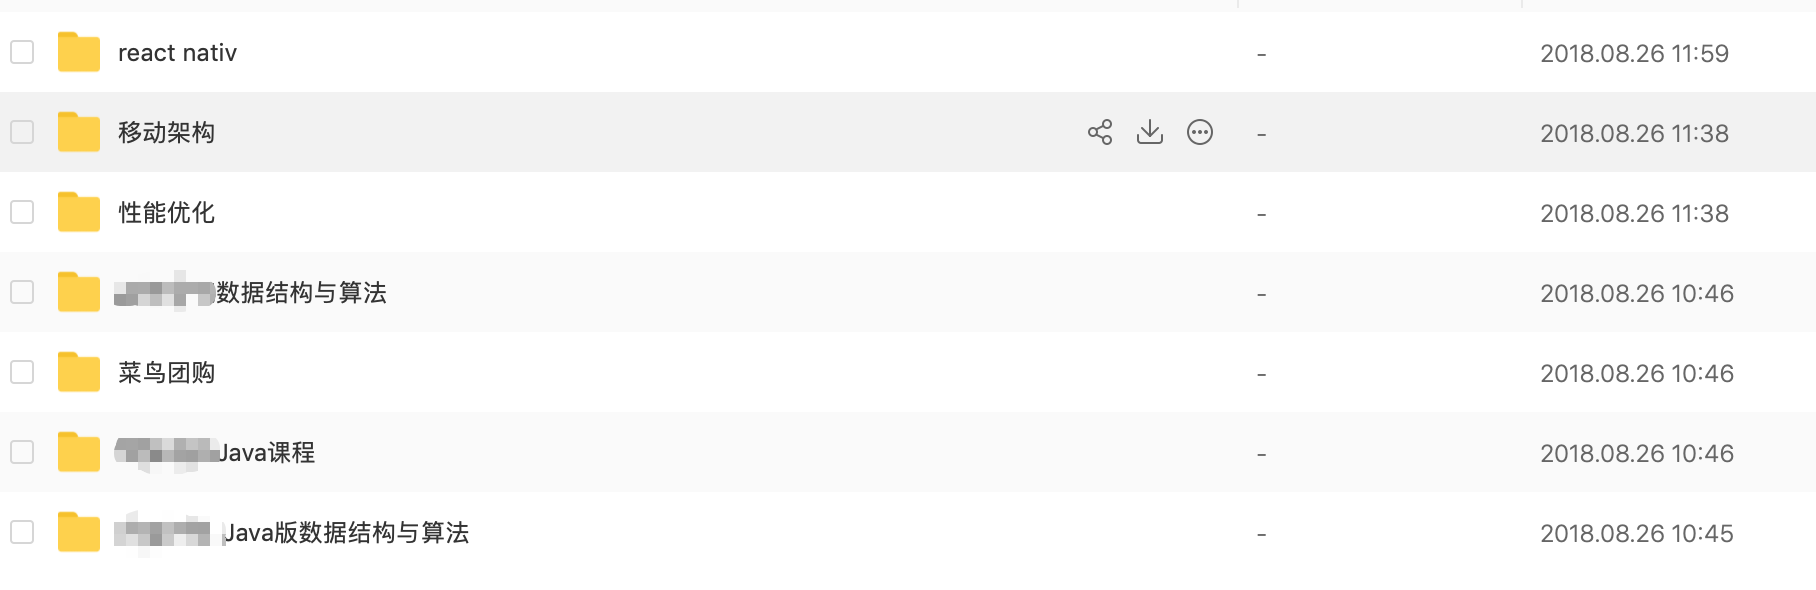 react nativ - 2018.08.26 11:59
移动架构 - 2018.08.26 11:38
性能优化 - 2018.08.26 11:38
数据结构与算法 - 2018.08.26 10:46
菜鸟团购 - 2018.08.26 10:46
Java课程 - 2018.08.26 10:46
Java版数据结构与算法 - 2018.08.26 10:45